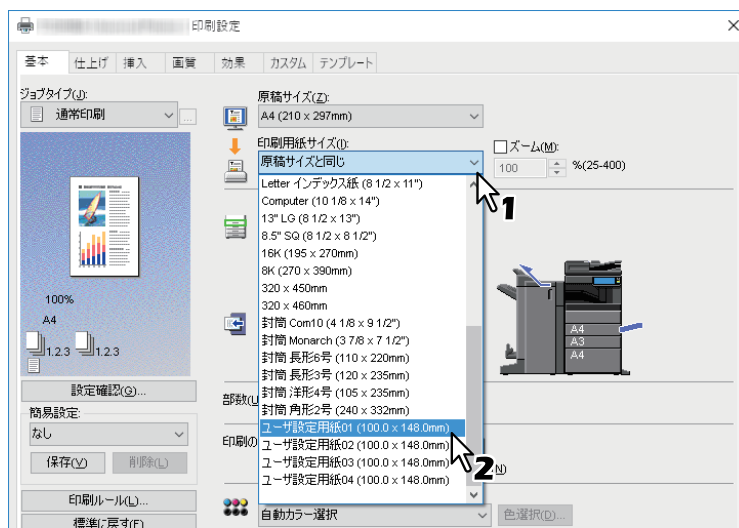 印刷設定
基本 仕上げ 挿入 画質 効果 カスタム テンプレート
ジョブタイプ(J):
通常印刷
...
100%
A4
1.2.3 1.2.3
設定確認(G)...
簡易設定:
なし
保存(V) 削除(L)
印刷ルール(L)...
標準に戻す(F)
原稿サイズ(Z):
A4 (210 x 297mm)
印刷用紙サイズ(I):
原稿サイズと同じ
ズーム(M):
100 %(25-400)
1
Letter インデックス紙 (8 1/2 x 11")
Computer (10 1/8 x 14")
13" LG (8 1/2 x 13")
8.5" SQ (8 1/2 x 8 1/2")
16K (195 x 270mm)
8K (270 x 390mm)
320 x 450mm
320 x 460mm
封筒 Com10 (4 1/8 x 9 1/2")
封筒 Monarch (3 7/8 x 7 1/2")
封筒 長形6号 (110 x 220mm)
封筒 長形3号 (120 x 235mm)
封筒 洋形4号 (105 x 235mm)
封筒 角形2号 (240 x 332mm)
ユーザ設定用紙01 (100.0 x 148.0mm)
ユーザ設定用紙02 (100.0 x 148.0mm)
ユーザ設定用紙03 (100.0 x 148.0mm)
ユーザ設定用紙04 (100.0 x 148.0mm)
2
A4
A3
A4
部数(U
印刷の
N)
自動カラー選択 色選択(D)...